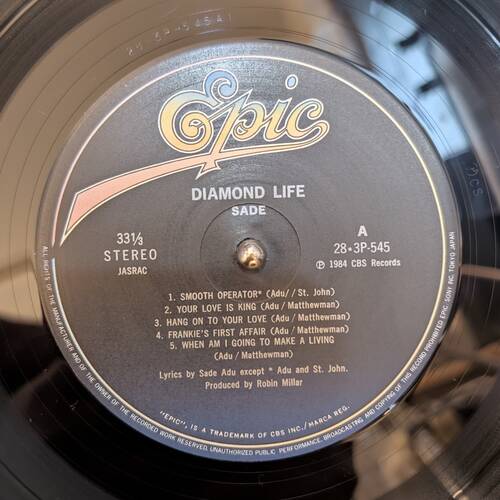 Epic
DIAMOND LIFE
SADE
33⅓
STEREO
JASRAC
A
28·3P-545
Ⓟ 1984 CBS Records
1. SMOOTH OPERATOR* (Adu//St. John)
2. YOUR LOVE IS KING (Adu/Matthewman)
3. HANG ON TO YOUR LOVE (Adu/Matthewman)
4. FRANKIE'S FIRST AFFAIR (Adu/Matthewman)
5. WHEN AM I GOING TO MAKE A LIVING
(Adu/Matthewman)
Lyrics by Sade Adu except * Adu and St. John.
Produced by Robin Millar
"EPIC", IS A TRADEMARK OF CBS INC./MARCA REG.
ALL RIGHTS OF THE MANUFACTURER AND OF THE OWNER OF THE RECORDED WORK RESERVED. UNAUTHORIZED PUBLIC PERFORMANCE, BROADCASTING AND COPYING OF THIS RECORD PROHIBITED EPIC·SONY INC. TOKYO JAPAN